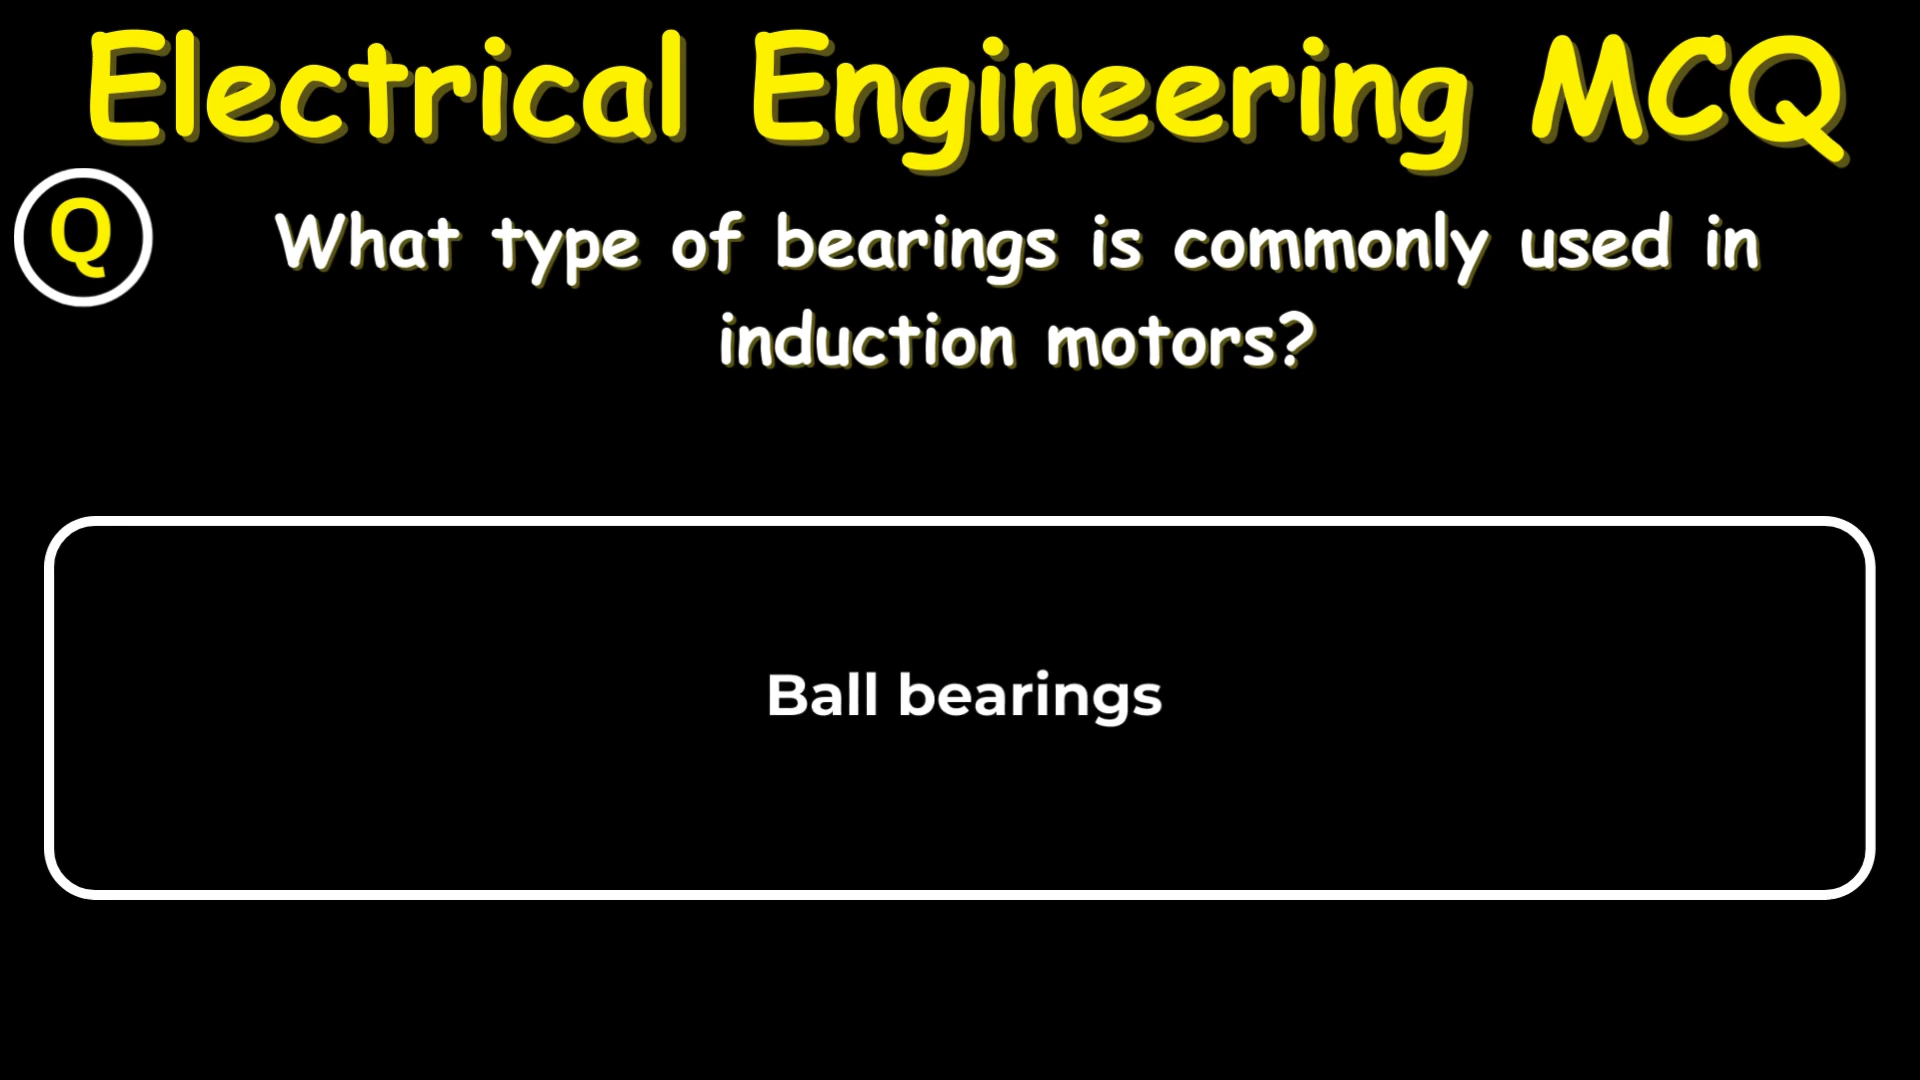 Electrical Engineering MCQ
Q
What type of bearings is commonly used in
induction motors?
Ball bearings